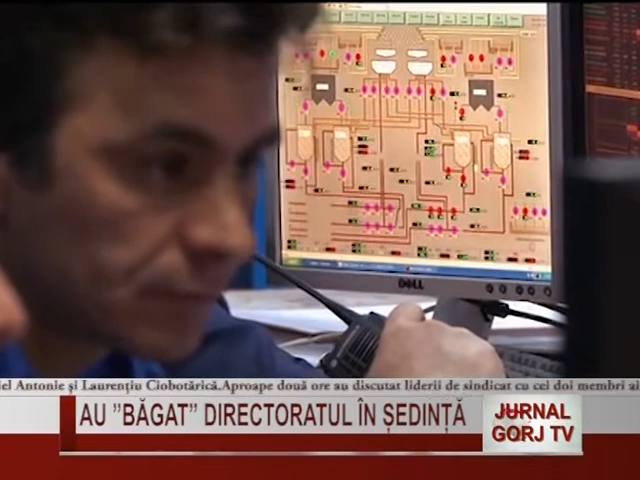 DELL
iel Antonie și Laurențiu Ciobotărică.Aproape două ore au discutat liderii de sindicat cu cei doi membri ai
AU ”BĂGAT” DIRECTORATUL ÎN ȘEDINȚĂ
JURNAL
GORJ TV